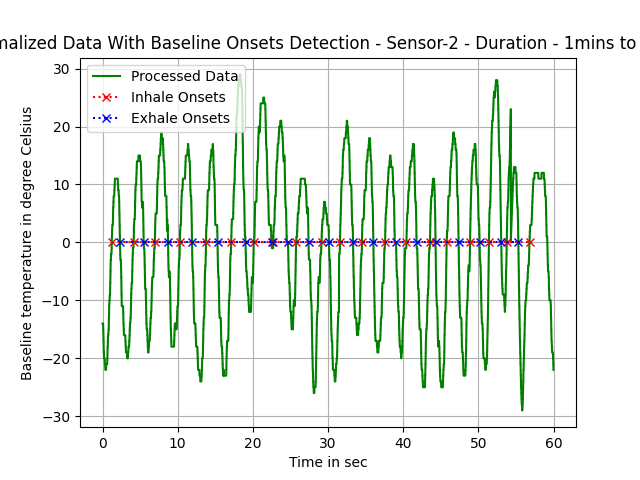 malized Data With Baseline Onsets Detection - Sensor-2 - Duration - 1mins to
Processed Data
Inhale Onsets
Exhale Onsets
Baseline temperature in degree Celsius
30
20
10
0
−10
−20
−30
0 10 20 30 40 50 60
Time in sec